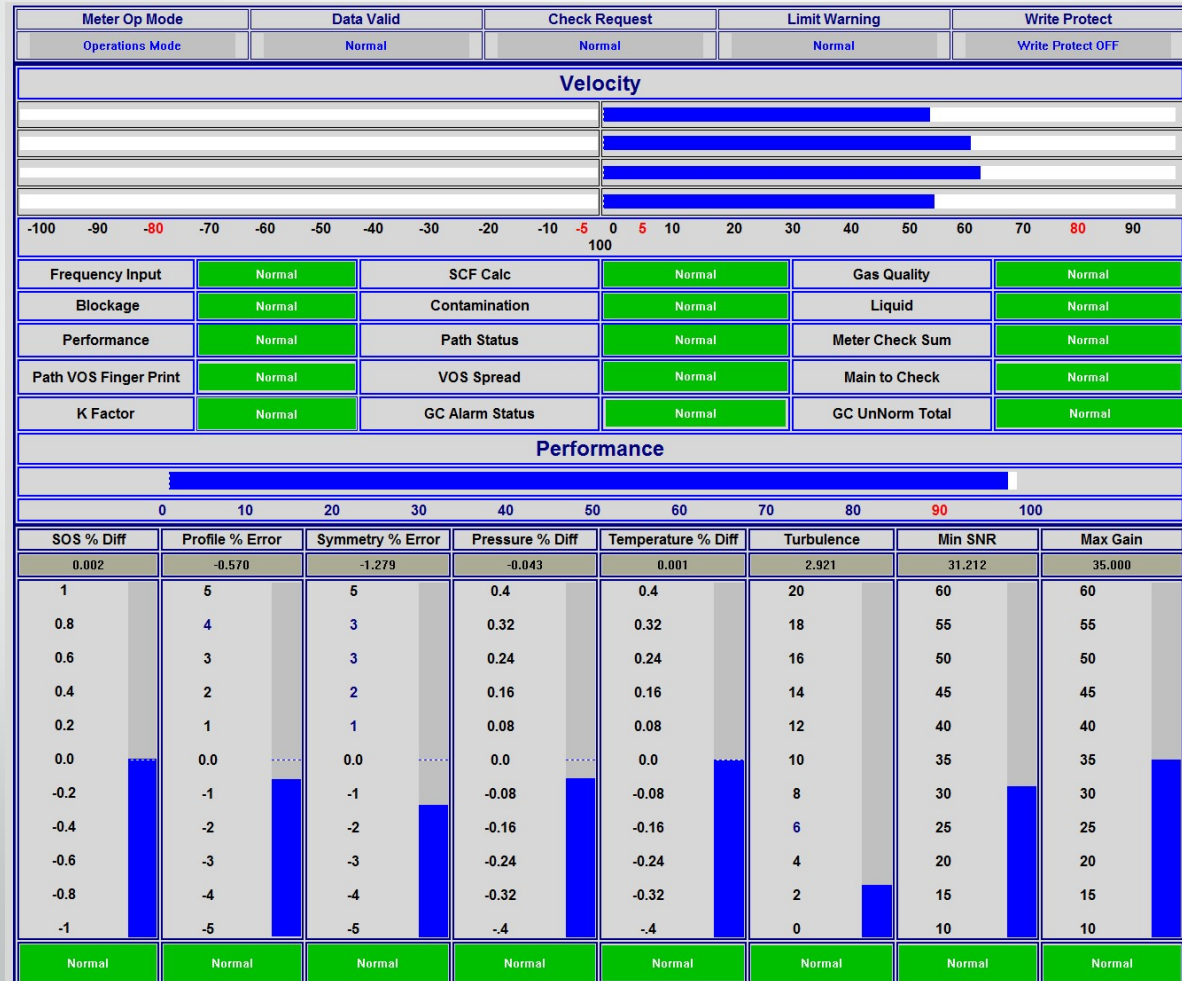 Meter Op Mode Data Valid Check Request Limit Warning Write Protect
Operations Mode Normal Normal Normal Write Protect OFF
Velocity
-100 -90 -80 -70 -60 -50 -40 -30 -20 -10 -5 0 5 10 20 30 40 50 60 70 80 90
100
Frequency Input Normal SCF Calc Normal Gas Quality Normal
Blockage Normal Contamination Normal Liquid Normal
Performance Normal Path Status Normal Meter Check Sum Normal
Path VOS Finger Print Normal VOS Spread Normal Main to Check Normal
K Factor Normal GC Alarm Status Normal GC UnNorm Total Normal
Performance
0 10 20 30 40 50 60 70 80 90 100
SOS % Diff Profile % Error Symmetry % Error Pressure % Diff Temperature % Diff Turbulence Min SNR Max Gain
0.002 -0.570 -1.279 -0.043 0.001 2.921 31.212 35.000
1 5 5 0.4 0.4 20 60 60
0.8 4 3 0.32 0.32 18 55 55
0.6 3 3 0.24 0.24 16 50 50
0.4 2 2 0.16 0.16 14 45 45
0.2 1 1 0.08 0.08 12 40 40
0.0 0.0 0.0 0.0 0.0 10 35 35
-0.2 -1 -1 -0.08 -0.08 8 30 30
-0.4 -2 -2 -0.16 -0.16 6 25 25
-0.6 -3 -3 -0.24 -0.24 4 20 20
-0.8 -4 -4 -0.32 -0.32 2 15 15
-1 -5 -5 -.4 -.4 0 10 10
Normal Normal Normal Normal Normal Normal Normal Normal